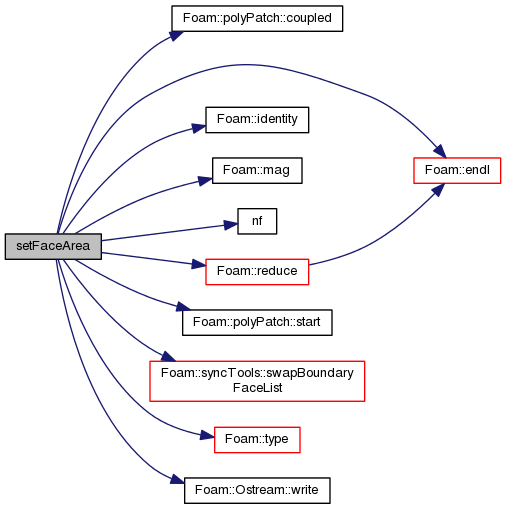 Foam::polyPatch::coupled
Foam::identity
Foam::mag
Foam::endl
nf
setFaceArea
Foam::reduce
Foam::polyPatch::start
Foam::syncTools::swapBoundary
FaceList
Foam::type
Foam::Ostream::write